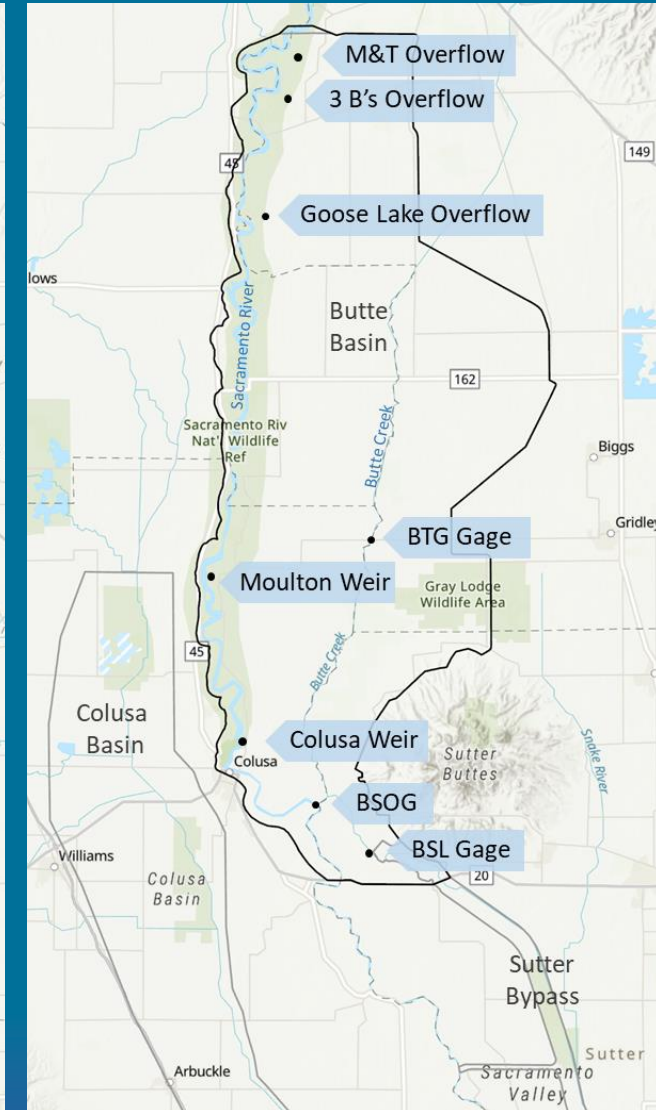 M&T Overflow
3 B's Overflow
45
149
Goose Lake Overflow
lows
Sacramento River
Butte
Basin
162
Sacramento Riv
Nat'l Wildlife
Ref
Butte Creek
Biggs
BTG Gage
Gridley
Moulton Weir
Gray Lodge
Wildlife Area
45
Butte Creek
Colusa
Basin
Colusa Weir
Sutter
Buttes
Snake River
Colusa
BSOG
Williams
BSL Gage
Colusa
Basin
20
Sutter
Bypass
Sutter
Arbuckle
Sacramento
Valley